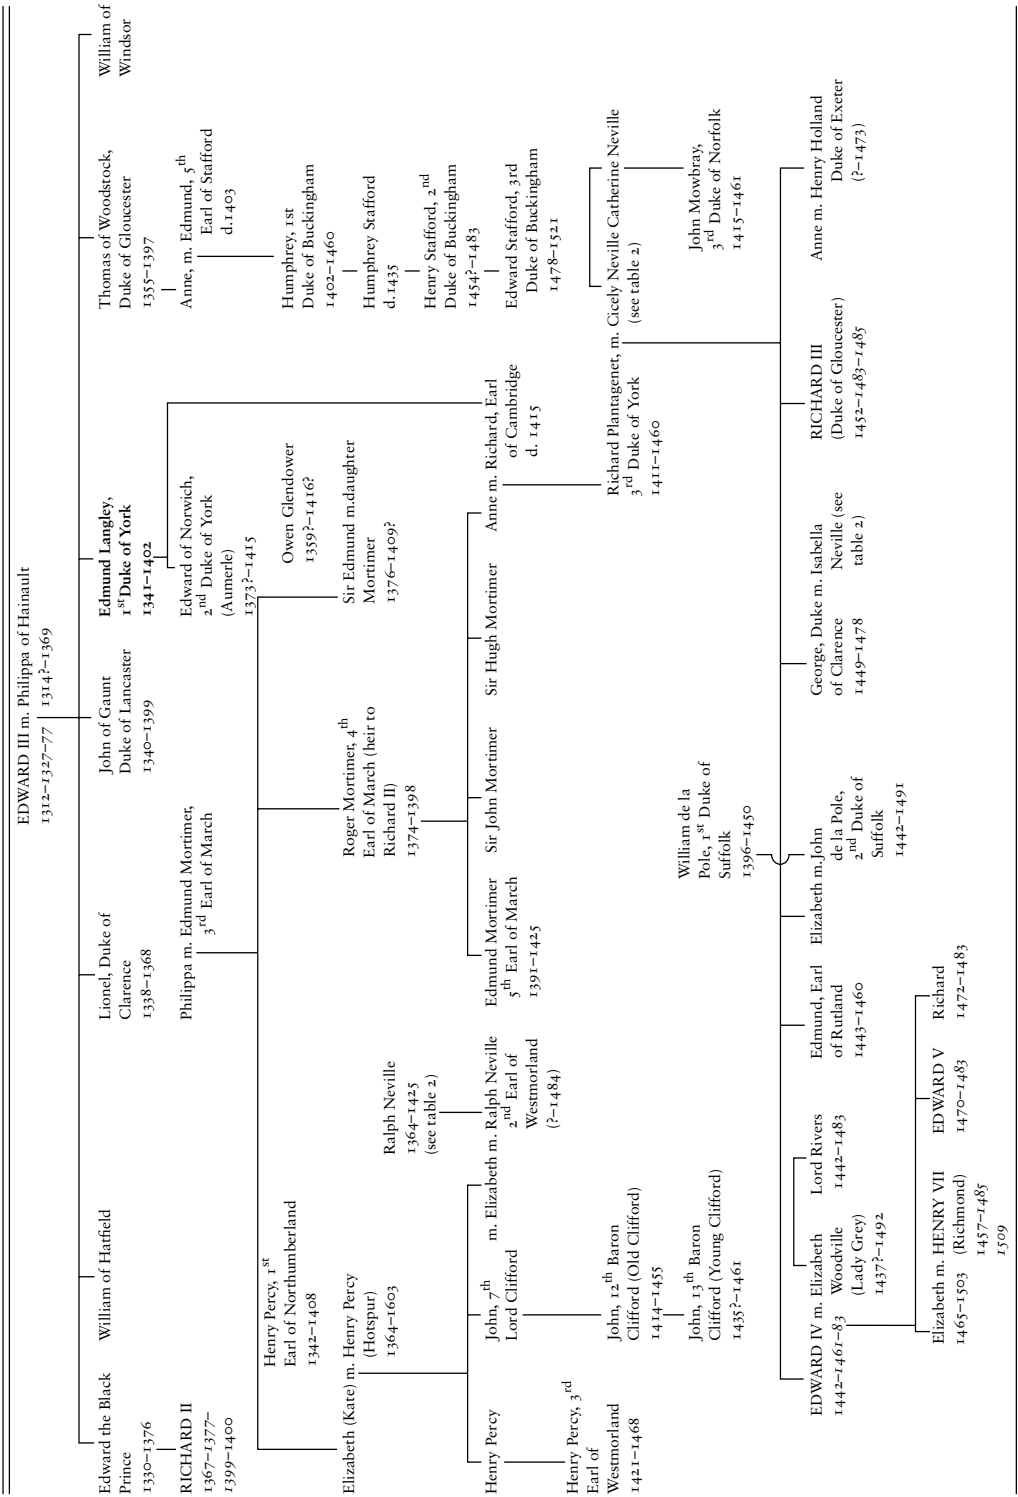 EDWARD III m. Philippa of Hainault
1312–1327–77 1314?–1369
Edward the Black
Prince
1330–1376
RICHARD II
1367–1377–
1399–1400
William of Hatfield
Lionel, Duke of
Clarence
1338–1368
Philippa m. Edmund Mortimer,
3rd Earl of March
John of Gaunt
Duke of Lancaster
1340–1399
Edmund Langley,
1st Duke of York
1341–1402
Edward of Norwich,
2nd Duke of York
(Aumerle)
1373?–1415
Thomas of Woodstock,
Duke of Gloucester
1355–1397
Anne, m. Edmund, 5th
Earl of Stafford
d.1403
Humphrey, 1st
Duke of Buckingham
1402–1460
Humphrey Stafford
d.1435
Henry Stafford, 2nd
Duke of Buckingham
1454?–1483
Edward Stafford, 3rd
Duke of Buckingham
1478–1521
William of
Windsor
Henry Percy, 1st
Earl of Northumberland
1342–1408
Elizabeth (Kate) m. Henry Percy
(Hotspur)
1364–1603
Roger Mortimer, 4th
Earl of March (heir to
Richard II)
1374–1398
Owen Glendower
1359?–1416?
Sir Edmund m.daughter
Mortimer
1376–1409?
Ralph Neville
1364–1425
(see table 2)
Henry Percy
Henry Percy, 3rd
Earl of
Westmorland
1421–1468
John, 7th
Lord Clifford
m. Elizabeth m. Ralph Neville
2nd Earl of
Westmorland
(?–1484)
John, 12th Baron
Clifford (Old Clifford)
1414–1455
John, 13th Baron
Clifford (Young Clifford)
1435?–1461
Edmund Mortimer
5th Earl of March
1391–1425
Sir John Mortimer
Sir Hugh Mortimer
Anne m. Richard, Earl
of Cambridge
d. 1415
Richard Plantagenet, m. Cicely Neville Catherine Neville
3rd Duke of York (see table 2)
1411–1460
John Mowbray,
3rd Duke of Norfolk
1415–1461
William de la
Pole, 1st Duke of
Suffolk
1396–1450
EDWARD IV m. Elizabeth
1442–1461–83 Woodville
(Lady Grey)
1437?–1492
Lord Rivers
1442–1483
Edmund, Earl
of Rutland
1443–1460
Elizabeth m.John
de la Pole,
2nd Duke of
Suffolk
1442–1491
George, Duke m. Isabella
of Clarence Neville (see
1449–1478 table 2)
RICHARD III
(Duke of Gloucester)
1452–1483–1485
Anne m. Henry Holland
Duke of Exeter
(?–1473)
Elizabeth m. HENRY VII
1465–1503 (Richmond)
1457–1485
1509
EDWARD V
1470–1483
Richard
1472–1483